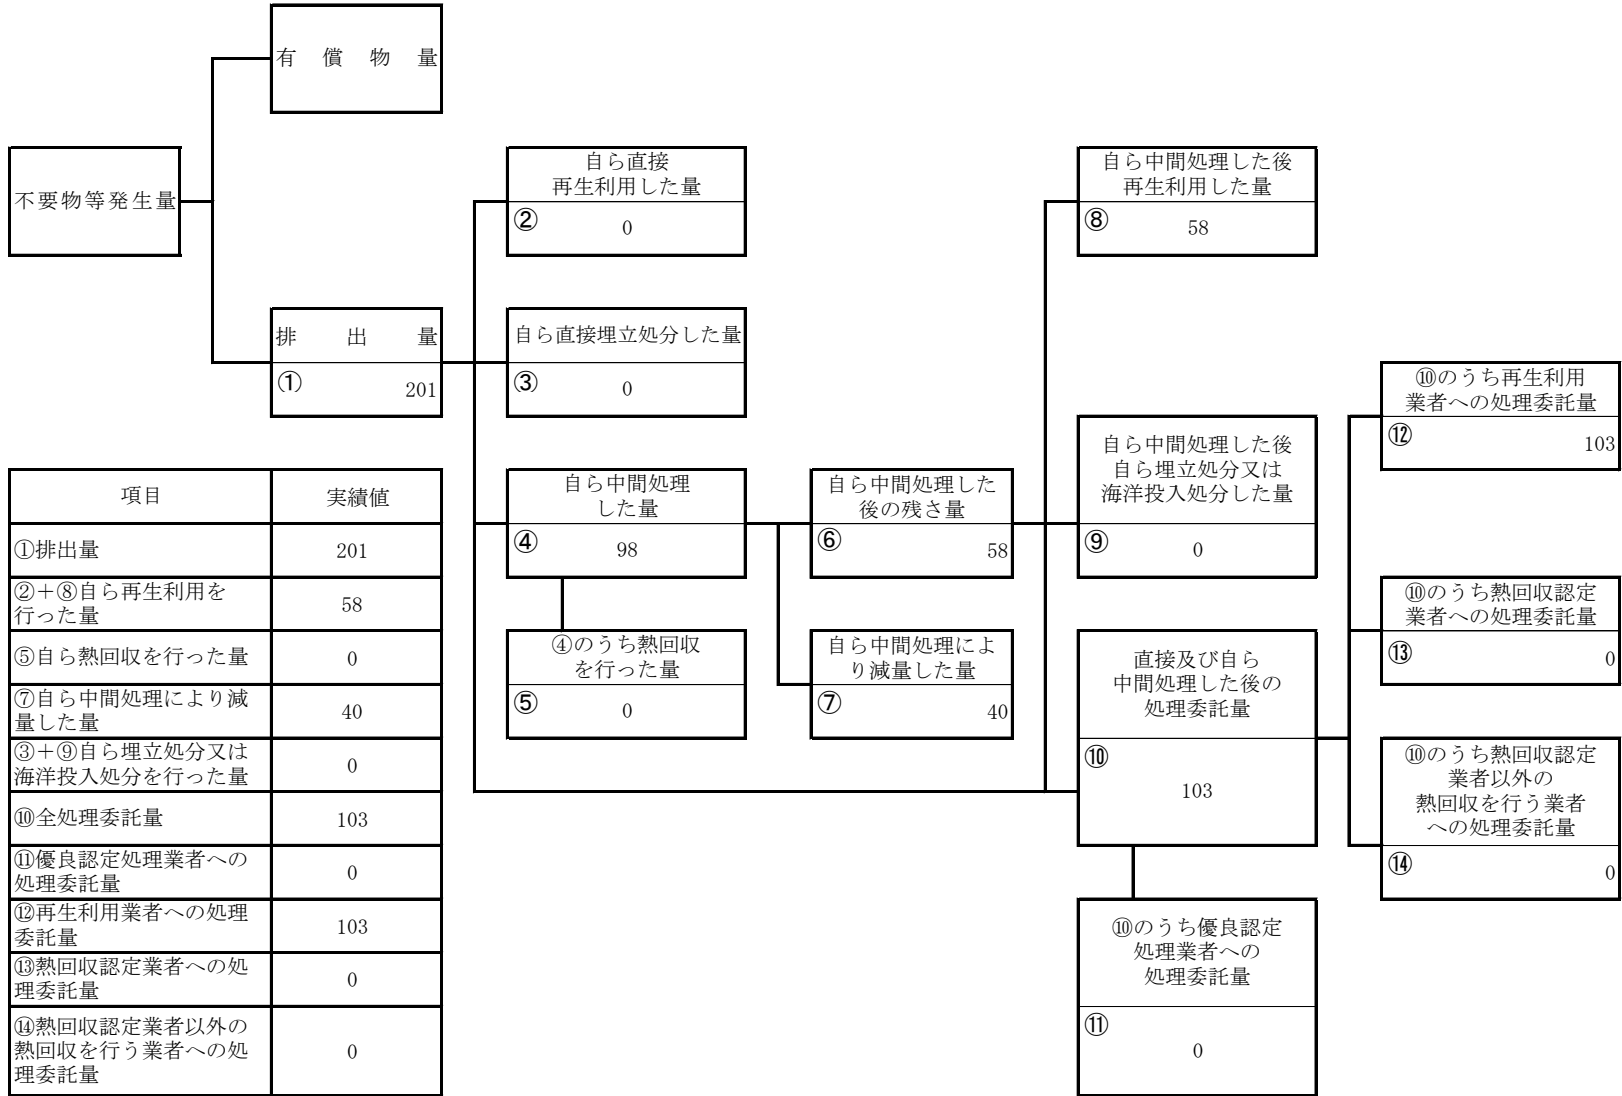 有償物量
不要物等発生量
排出量
① 201
自ら直接
再生利用した量
② 0
自ら直接埋立処分した量
③ 0
自ら中間処理
した量
④ 98
④のうち熱回収
を行った量
⑤ 0
自ら中間処理した
後の残さ量
⑥ 58
自ら中間処理によ
り減量した量
⑦ 40
自ら中間処理した後
再生利用した量
⑧ 58
自ら中間処理した後
自ら埋立処分又は
海洋投入処分した量
⑨ 0
直接及び自ら
中間処理した後の
処理委託量
⑩
103
⑩のうち優良認定
処理業者への
処理委託量
⑪
0
⑩のうち再生利用
業者への処理委託量
⑫ 103
⑩のうち熱回収認定
業者への処理委託量
⑬ 0
⑩のうち熱回収認定
業者以外の
熱回収を行う業者
への処理委託量
⑭ 0
項目 実績値
①排出量 201
②+⑧自ら再生利用を
行った量 58
⑤自ら熱回収を行った量 0
⑦自ら中間処理により減
量した量 40
③+⑨自ら埋立処分又は
海洋投入処分を行った量 0
⑩全処理委託量 103
⑪優良認定処理業者への
処理委託量 0
⑫再生利用業者への処理
委託量 103
⑬熱回収認定業者への処
理委託量 0
⑭熱回収認定業者以外の
熱回収を行う業者への処 0
理委託量